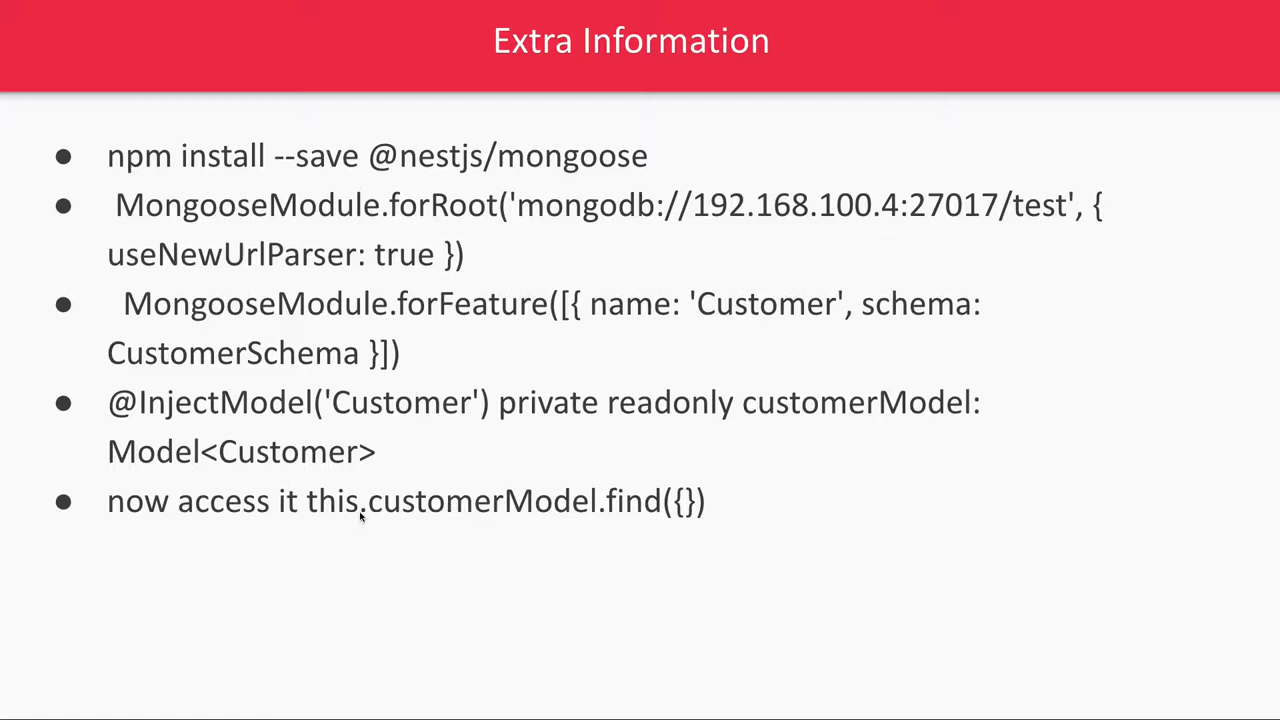 Extra Information
● npm install --save @nestjs/mongoose
● MongooseModule.forRoot('mongodb://192.168.100.4:27017/test', {
useNewUrlParser: true })
● MongooseModule.forFeature([{ name: 'Customer', schema:
CustomerSchema }])
● @InjectModel('Customer') private readonly customerModel:
Model<Customer>
● now access it this.customerModel.find({})